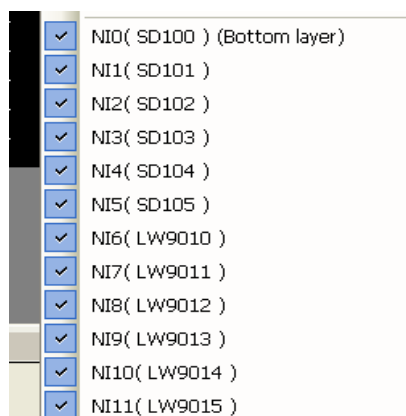 NI0( SD100 ) (Bottom layer)
NI1( SD101 )
NI2( SD102 )
NI3( SD103 )
NI4( SD104 )
NI5( SD105 )
NI6( LW9010 )
NI7( LW9011 )
NI8( LW9012 )
NI9( LW9013 )
NI10( LW9014 )
NI11( LW9015 )